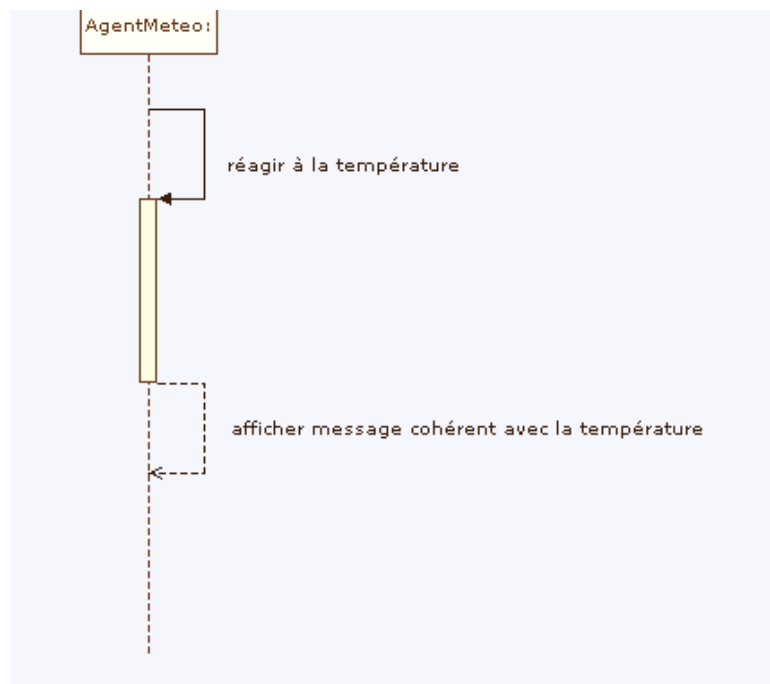 AgentMeteo:
réagir à la température
afficher message cohérent avec la température